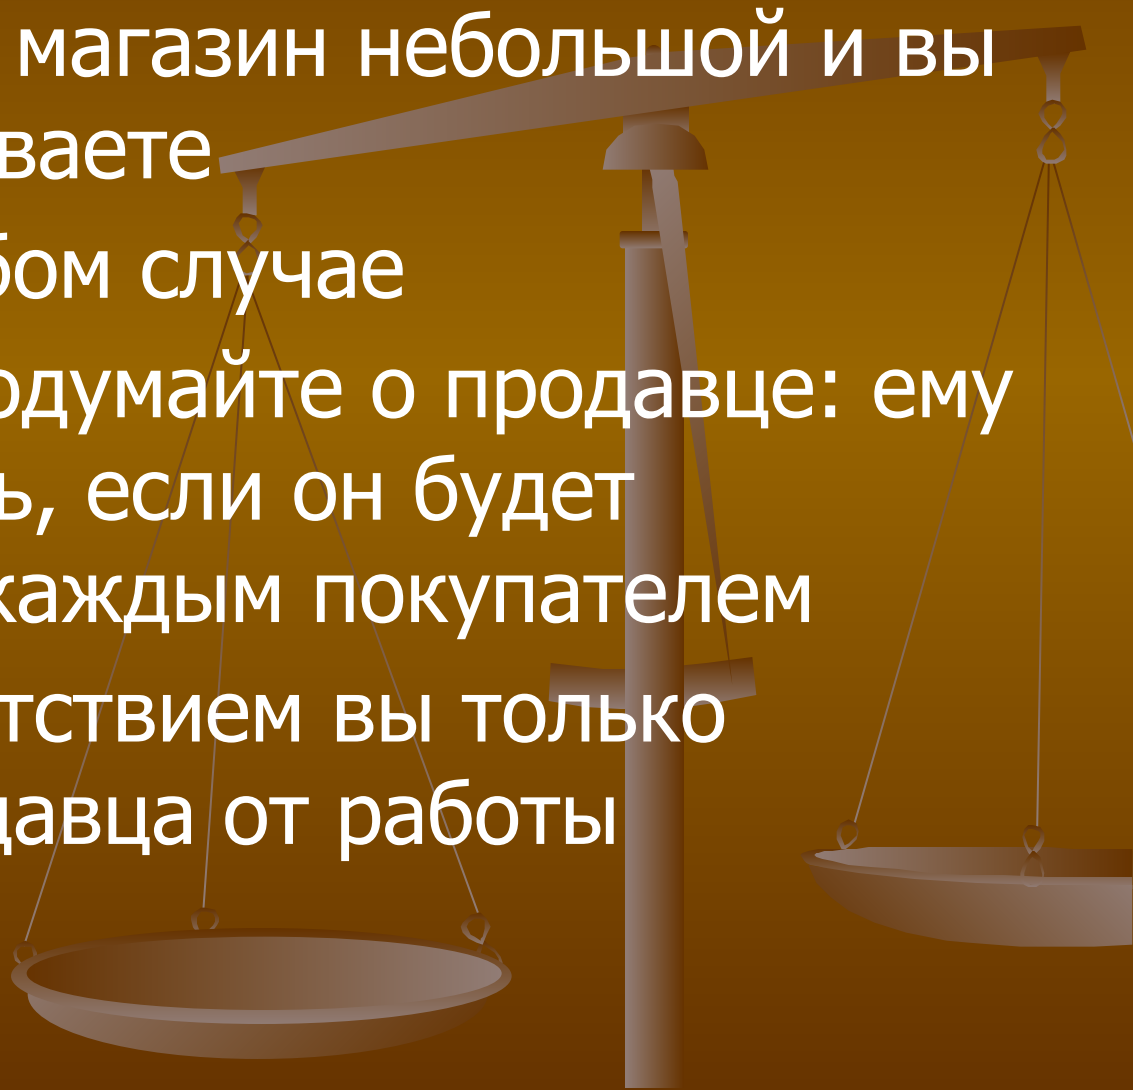 магазин небольшой и вы
ваете
бом случае
одумайте о продавце: ему
ь, если он будет
каждым покупателем
тствием вы только
давца от работы